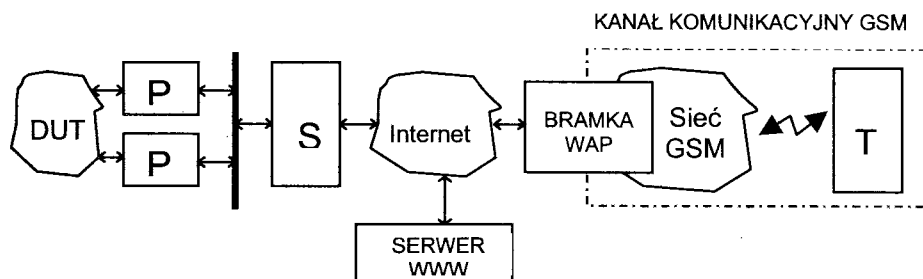 KANAŁ KOMUNIKACYJNY GSM
DUT
P
P
S
Internet
BRAMKA
WAP
Sieć
GSM
T
SERWER
WWW